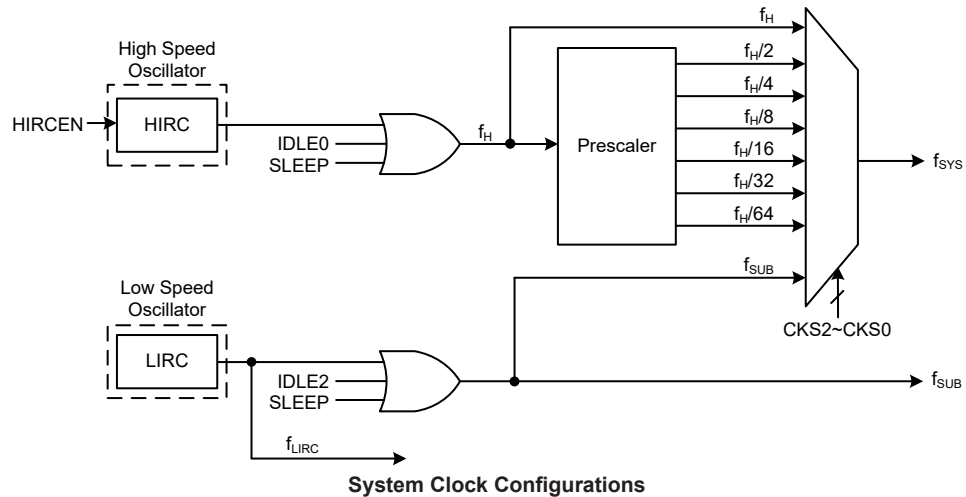 High Speed
Oscillator
HIRCEN
HIRC
IDLE0
SLEEP
fH
Prescaler
fH
fH/2
fH/4
fH/8
fH/16
fH/32
fH/64
fSUB
fSYS
CKS2~CKS0
Low Speed
Oscillator
LIRC
IDLE2
SLEEP
fSUB
fLIRC
System Clock Configurations